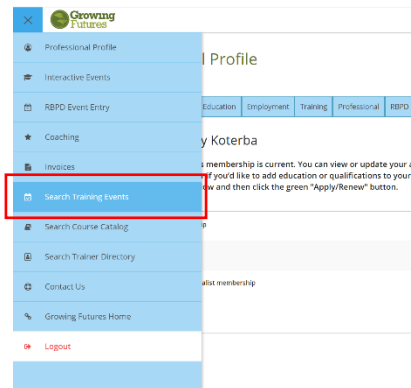 Growing
Futures
Professional Profile
l Profile
Interactive Events
RBPD Event Entry
Education Employment Training Professional RBPD
Coaching
y Koterba
Invoices
s membership is current. You can view or update your a
if you'd like to add education or qualifications to your
ow and then click the green "Apply/Renew" button.
Search Training Events
Search Course Catalog
Search Trainer Directory
Contact Us
alist membership
Growing Futures Home
Logout